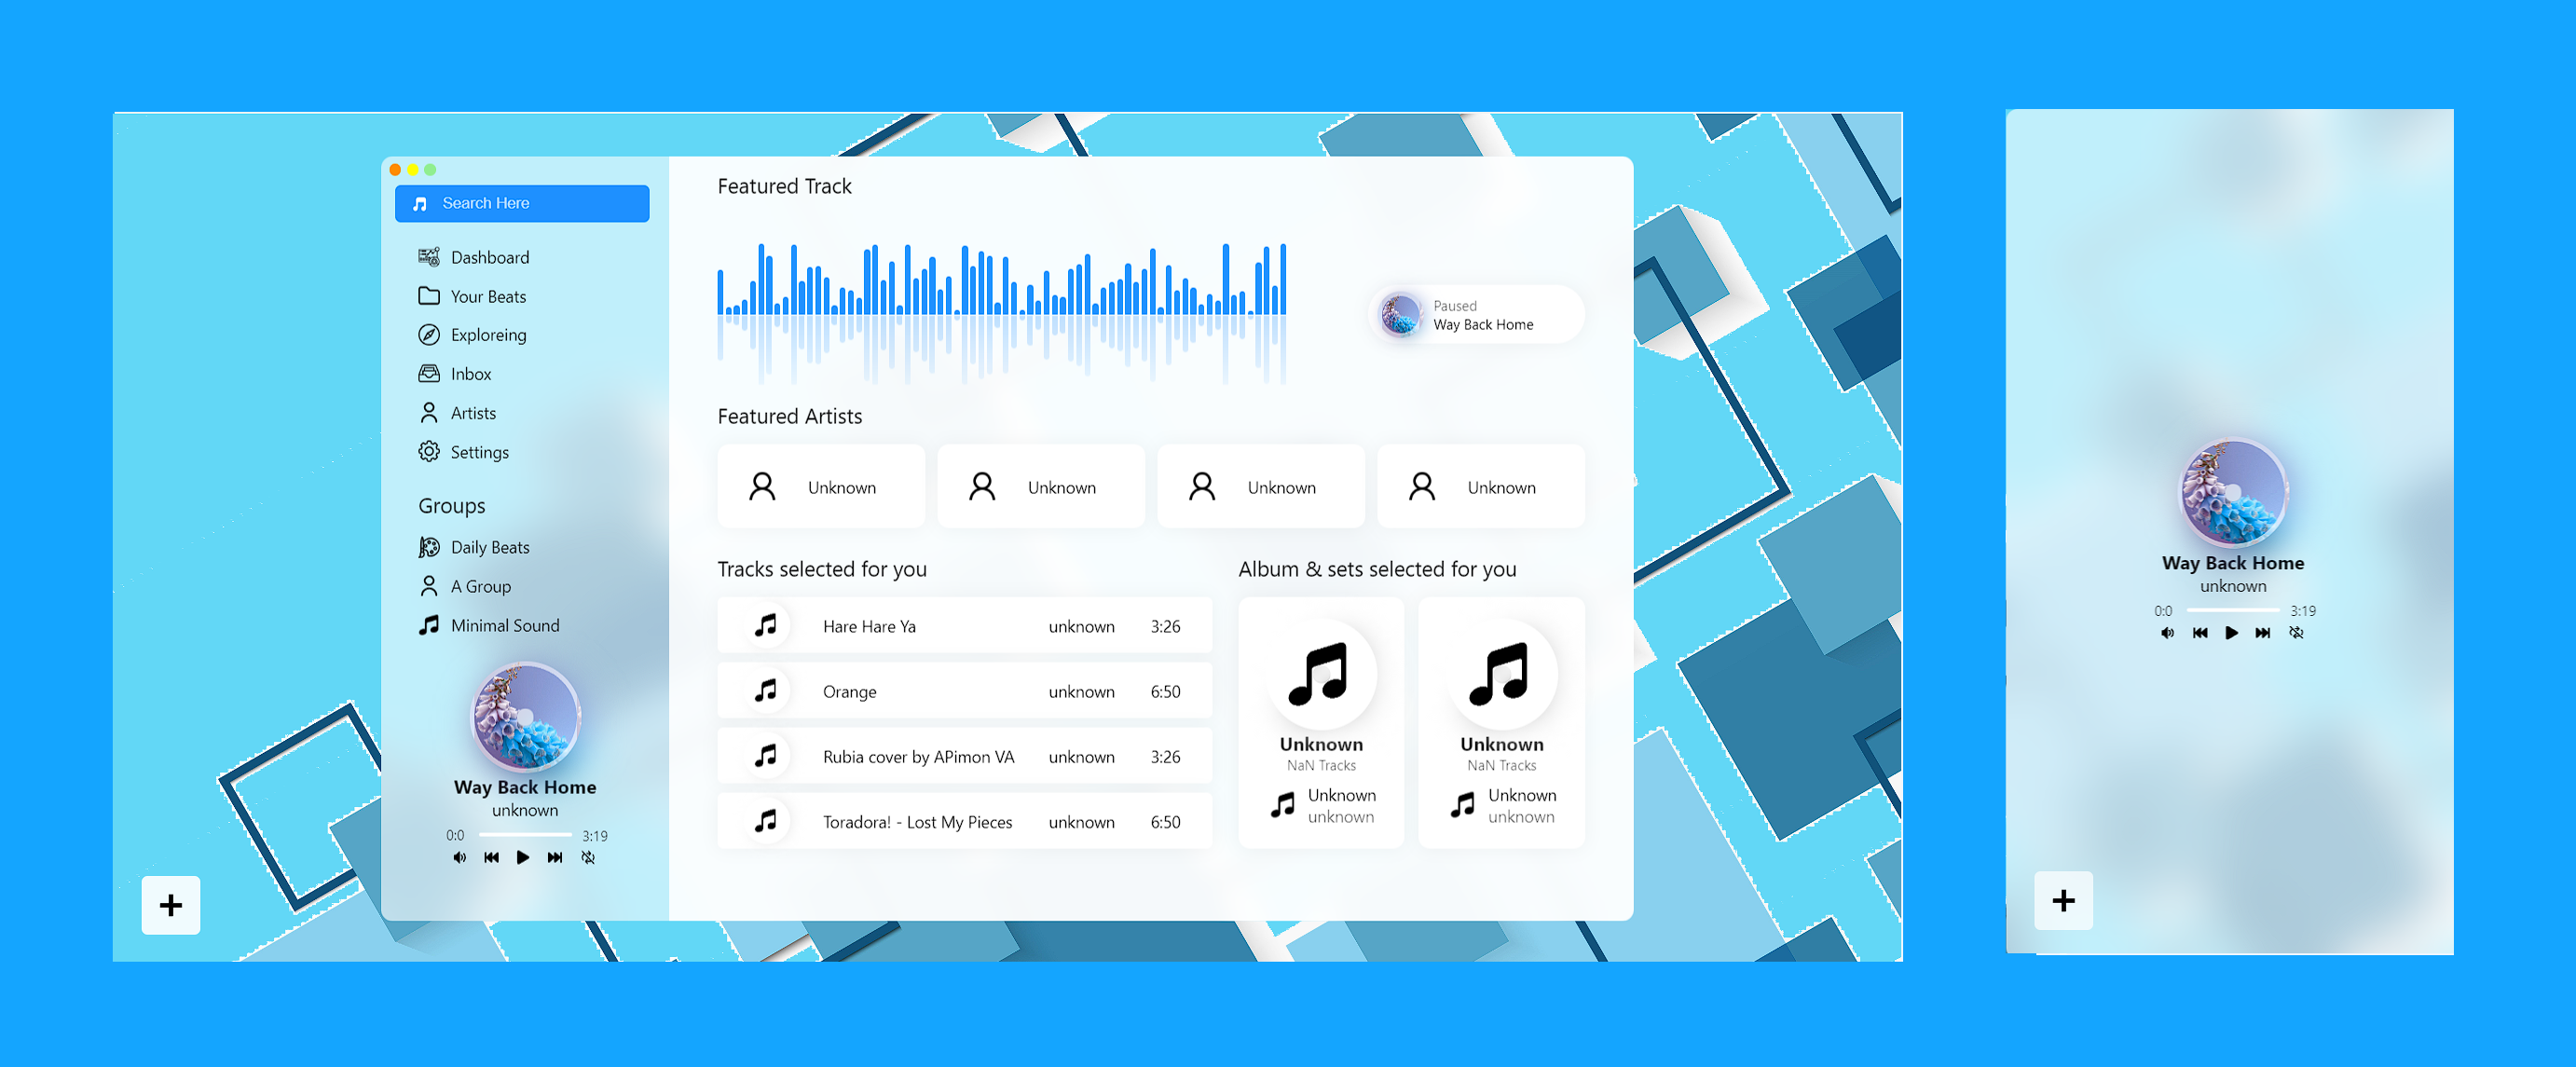 Search Here
Dashboard
Your Beats
Exploreing
Inbox
Artists
Settings
Groups
Daily Beats
A Group
Minimal Sound
Way Back Home
unknown
0:0 3:19
Featured Track
Paused
Way Back Home
Featured Artists
Unknown Unknown Unknown Unknown
Tracks selected for you
Hare Hare Ya unknown 3:26
Orange unknown 6:50
Rubia cover by APimon VA unknown 3:26
Toradora! - Lost My Pieces unknown 6:50
Album & sets selected for you
Unknown
NaN Tracks
Unknown
unknown
Unknown
NaN Tracks
Unknown
unknown
+
Way Back Home
unknown
0:0 3:19
+